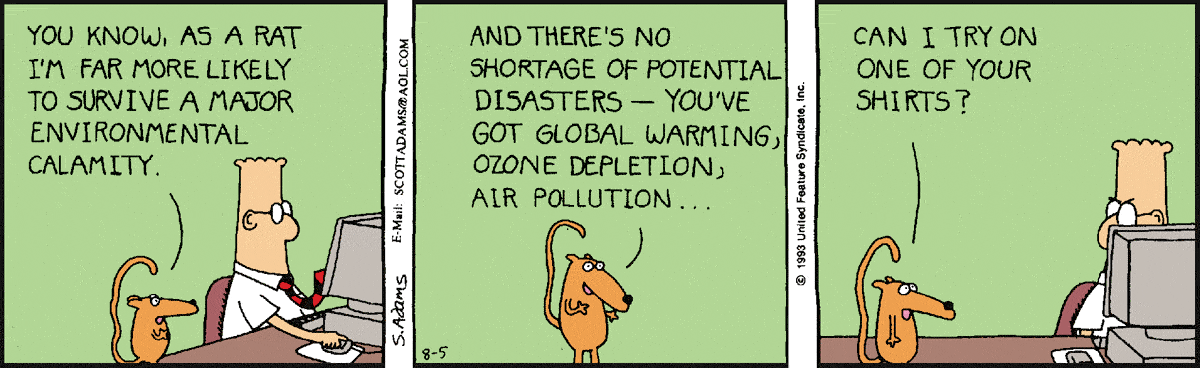 YOU KNOW, AS A RAT
I'M FAR MORE LIKELY
TO SURVIVE A MAJOR
ENVIRONMENTAL
CALAMITY.
S.Adams
E-Mail: SCOTTADAMS@AOL.COM
AND THERE'S NO
SHORTAGE OF POTENTIAL
DISASTERS — YOU'VE
GOT GLOBAL WARMING,
OZONE DEPLETION,
AIR POLLUTION...
8-5
© 1993 United Feature Syndicate, Inc.
CAN I TRY ON
ONE OF YOUR
SHIRTS?